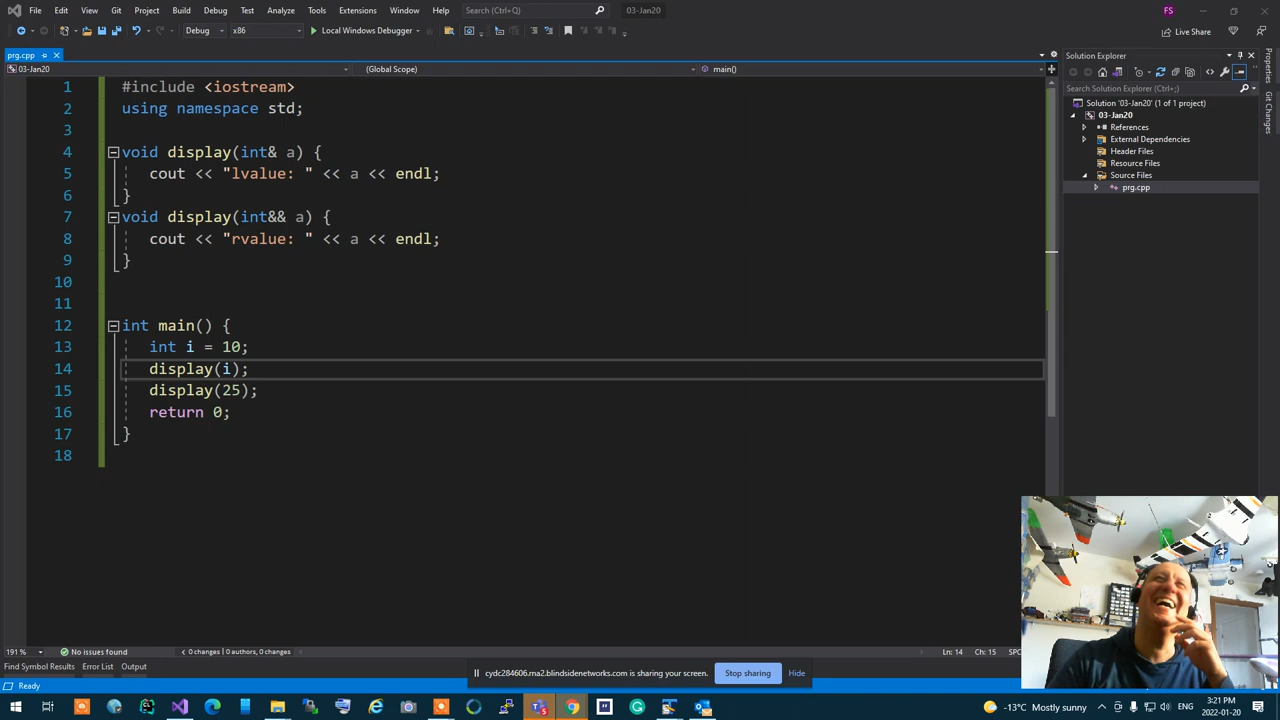 File Edit View Git Project Build Debug Test Analyze Tools Extensions Window Help Search (Ctrl+Q) 03-Jan20 FS
Debug x86 Local Windows Debugger Live Share
prg.cpp
03-Jan20 (Global Scope) main()
1 #include <iostream>
2 using namespace std;
3
4 void display(int& a) {
5 cout << "lvalue: " << a << endl;
6 }
7 void display(int&& a) {
8 cout << "rvalue: " << a << endl;
9 }
10
11
12 int main() {
13 int i = 10;
14 display(i);
15 display(25);
16 return 0;
17 }
18
Solution Explorer
Search Solution Explorer (Ctrl+;)
Solution '03-Jan20' (1 of 1 project)
03-Jan20
References
External Dependencies
Header Files
Resource Files
Source Files
prg.cpp
Properties
Git Changes
191 % No issues found 0 changes | 0 authors, 0 changes Ln: 14 Ch: 15 SPC
Find Symbol Results Error List Output
cydc284606.ma2.blindsidenetworks.com is sharing your screen. Stop sharing Hide
Ready
-13°C Mostly sunny ENG 3:21 PM
2022-01-20